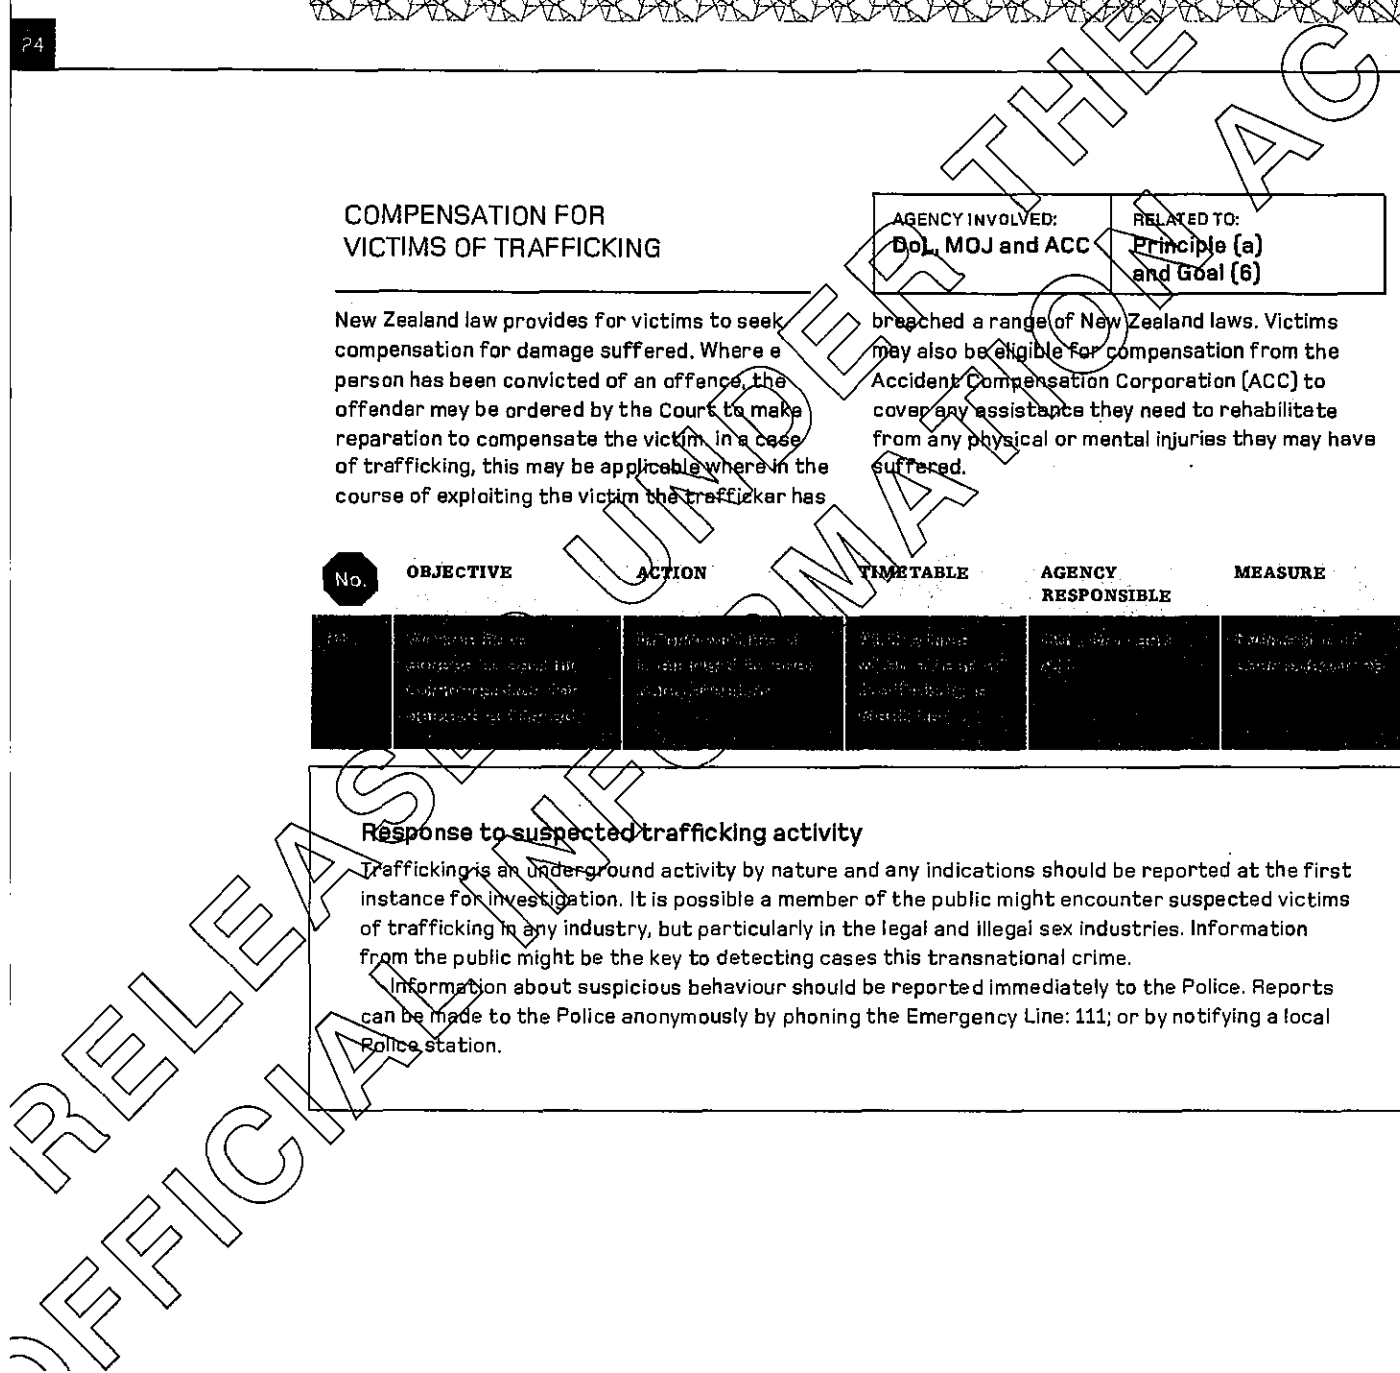 24
COMPENSATION FOR
VICTIMS OF TRAFFICKING
AGENCY INVOLVED:
DoL, MOJ and ACC
RELATED TO:
Principle (a)
and Goal (6)
New Zealand law provides for victims to seek
compensation for damage suffered. Where e
person has been convicted of an offence, the
offendar mey be ordered by the Court to make
reparation to compensate the victim. in a case
of trafficking, this may be applicable where in the
course of exploiting the victim the traffickar has
breached a range of New Zealand laws. Victims
may also be eligible for compensation from the
Accident Compensation Corporation (ACC) to
cover any assistance they need to rehabilitate
from any physical or mental injuries they may have
suffered.
No. OBJECTIVE ACTION TIMETABLE AGENCY RESPONSIBLE MEASURE
Response to suspected trafficking activity
Trafficking is an underground activity by nature and any indications should be reported at the first
instance for investigation. It is possible a member of the public might encounter suspected victims
of trafficking in any industry, but particularly in the legal and illegal sex industries. Information
from the public might be the key to detecting cases this transnational crime.
Information about suspicious behaviour should be reported immediately to the Police. Reports
can be made to the Police anonymously by phoning the Emergency Line: 111; or by notifying a local
Police station.
RELEASED UNDER THE
OFFICIAL INFORMATION AC